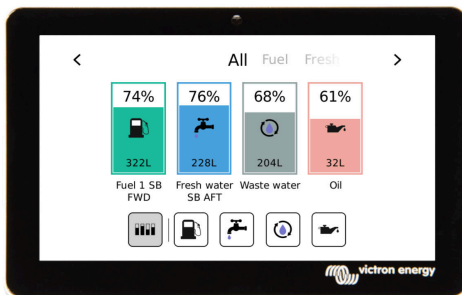 All Fuel Fresh
74% 76% 68% 61%
322L 228L 204L 32L
Fuel 1 SB Fresh water Waste water Oil
FWD SB AFT
victron energy